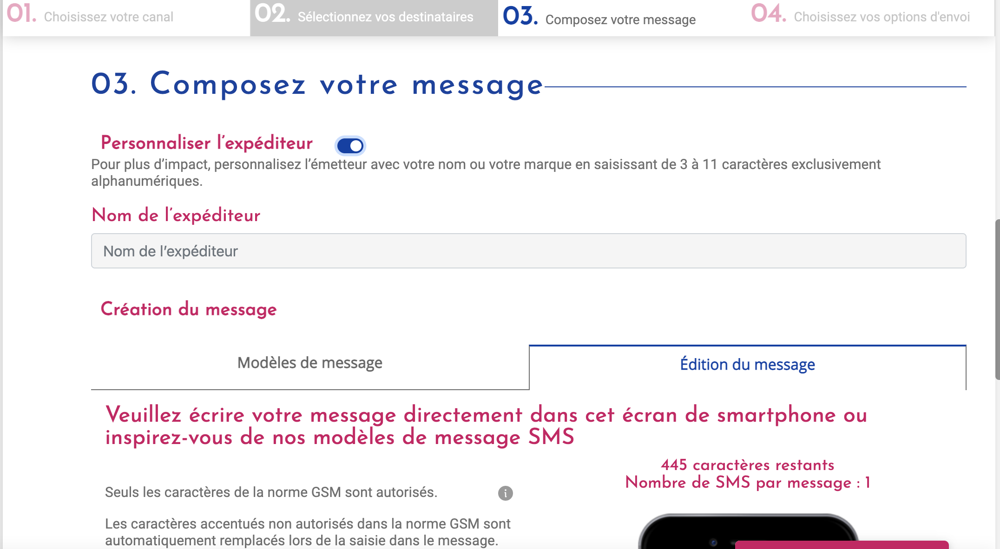 01. Choisissez votre canal
02. Sélectionnez vos destinataires
03. Composez votre message
04. Choisissez vos options d'envoi
03. Composez votre message
Personnaliser l’expéditeur
Pour plus d’impact, personnalisez l’émetteur avec votre nom ou votre marque en saisissant de 3 à 11 caractères exclusivement
alphanumériques.
Nom de l’expéditeur
Nom de l’expéditeur
Création du message
Modèles de message
Édition du message
Veuillez écrire votre message directement dans cet écran de smartphone ou
inspirez-vous de nos modèles de message SMS
445 caractères restants
Nombre de SMS par message : 1
Seuls les caractères de la norme GSM sont autorisés.
i
Les caractères accentués non autorisés dans la norme GSM sont
automatiquement remplacés lors de la saisie dans le message.